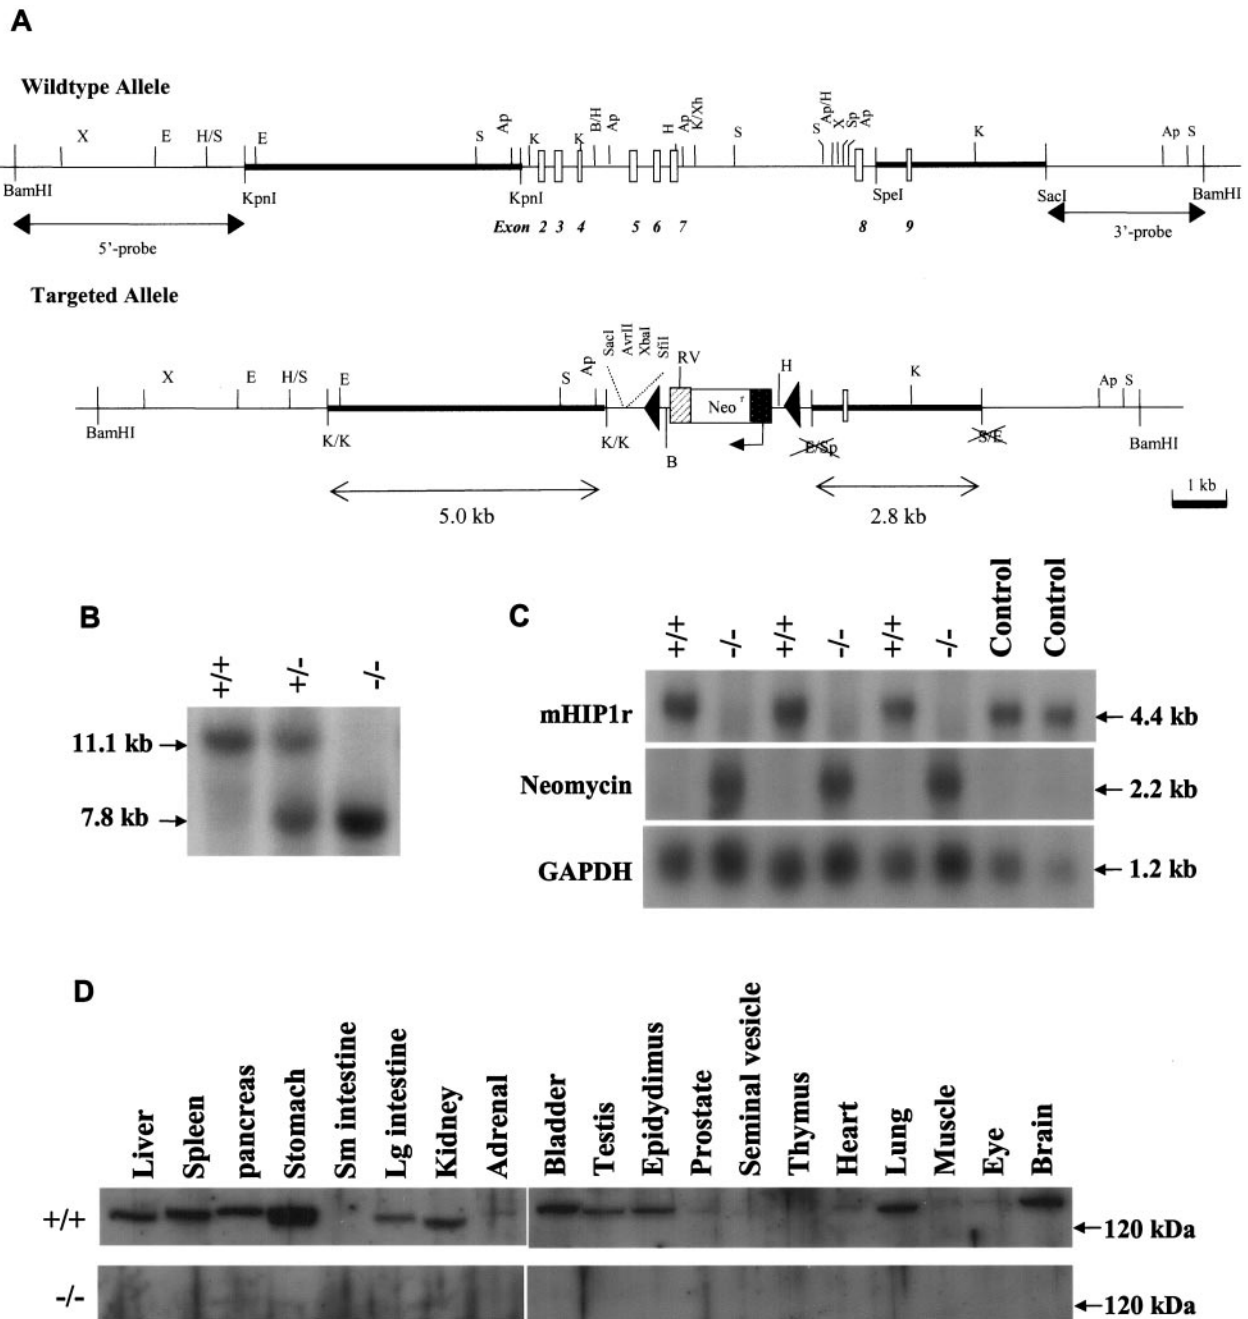 A
Wildtype Allele
X E H/S E S Ap K K B/H Ap H Ap K/Xh S S Ap/H X Sp Ap K Ap S
BamHI KpnI KpnI SpeI SacI BamHI
Exon 2 3 4 5 6 7 8 9
5'-probe 3'-probe
Targeted Allele
SacI AvrII XbaI SfiI
X E H/S E S Ap RV H K Ap S
Neo r
BamHI K/K K/K B E/Sp S/E BamHI
5.0 kb 2.8 kb 1 kb
B
+/+ +/- -/-
11.1 kb
7.8 kb
C
+/+ -/- +/+ -/- +/+ -/- Control Control
mHIP1r 4.4 kb
Neomycin 2.2 kb
GAPDH 1.2 kb
D
Liver Spleen pancreas Stomach Sm intestine Lg intestine Kidney Adrenal Bladder Testis Epidydimus Prostate Seminal vesicle Thymus Heart Lung Muscle Eye Brain
+/+ 120 kDa
-/- 120 kDa